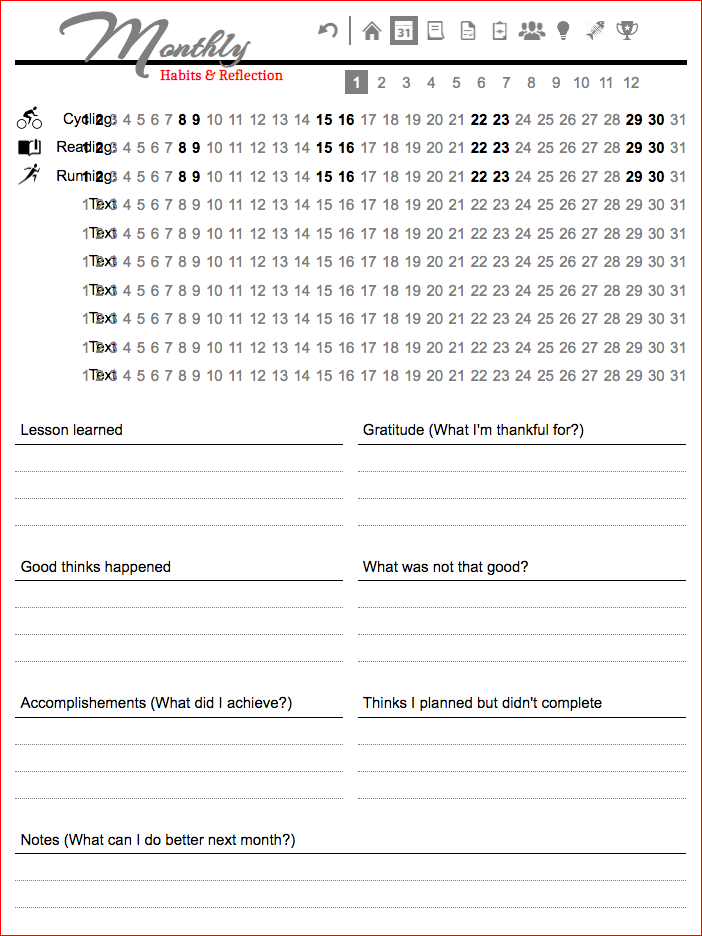 Monthly
31
Habits & Reflection
1 2 3 4 5 6 7 8 9 10 11 12
Cycling: 1 2 3 4 5 6 7 8 9 10 11 12 13 14 15 16 17 18 19 20 21 22 23 24 25 26 27 28 29 30 31
Reading: 1 2 3 4 5 6 7 8 9 10 11 12 13 14 15 16 17 18 19 20 21 22 23 24 25 26 27 28 29 30 31
Running: 1 2 3 4 5 6 7 8 9 10 11 12 13 14 15 16 17 18 19 20 21 22 23 24 25 26 27 28 29 30 31
Text 1 2 3 4 5 6 7 8 9 10 11 12 13 14 15 16 17 18 19 20 21 22 23 24 25 26 27 28 29 30 31
Text 1 2 3 4 5 6 7 8 9 10 11 12 13 14 15 16 17 18 19 20 21 22 23 24 25 26 27 28 29 30 31
Text 1 2 3 4 5 6 7 8 9 10 11 12 13 14 15 16 17 18 19 20 21 22 23 24 25 26 27 28 29 30 31
Text 1 2 3 4 5 6 7 8 9 10 11 12 13 14 15 16 17 18 19 20 21 22 23 24 25 26 27 28 29 30 31
Text 1 2 3 4 5 6 7 8 9 10 11 12 13 14 15 16 17 18 19 20 21 22 23 24 25 26 27 28 29 30 31
Text 1 2 3 4 5 6 7 8 9 10 11 12 13 14 15 16 17 18 19 20 21 22 23 24 25 26 27 28 29 30 31
Text 1 2 3 4 5 6 7 8 9 10 11 12 13 14 15 16 17 18 19 20 21 22 23 24 25 26 27 28 29 30 31
Lesson learned
Gratitude (What I'm thankful for?)
Good thinks happened
What was not that good?
Accomplishements (What did I achieve?)
Thinks I planned but didn't complete
Notes (What can I do better next month?)